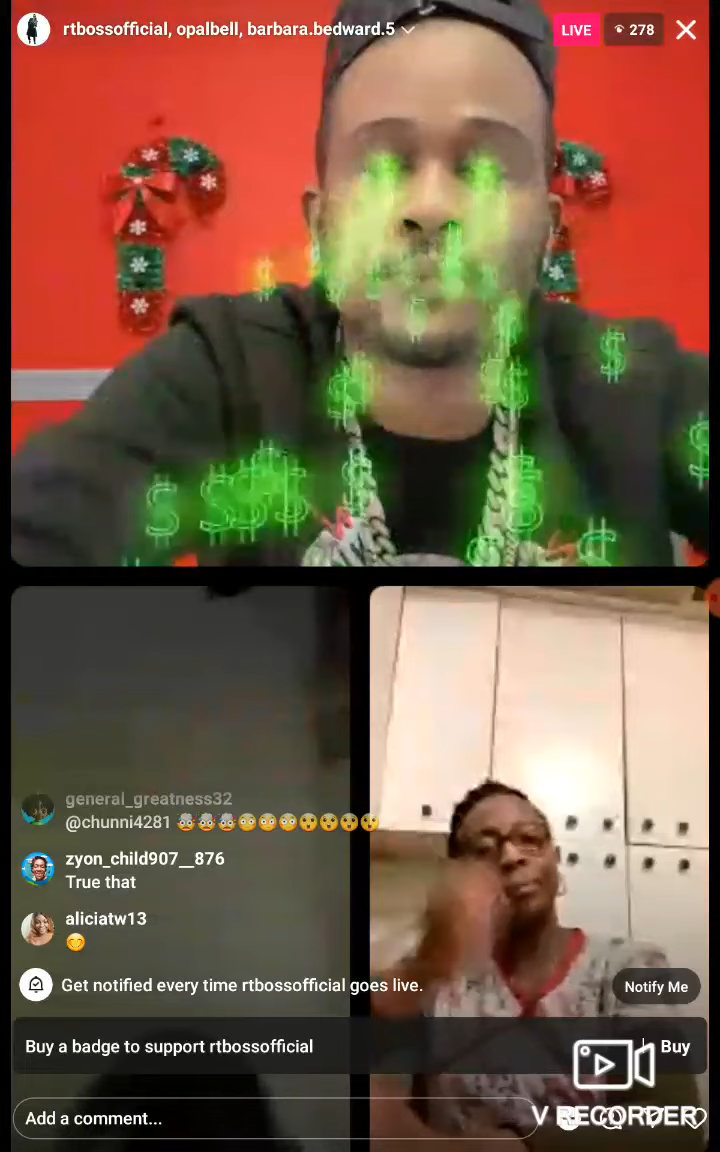 rtbossofficial, opalbell, barbara.bedward.5
LIVE
278
general_greatness32
@chunni4281 🤯🤯🤯😳😳😳😲😲😲😲
zyon_child907__876
True that
aliciatw13
😊
Get notified every time rtbossofficial goes live.
Notify Me
Buy a badge to support rtbossofficial
Buy
V RECORDER
Add a comment...